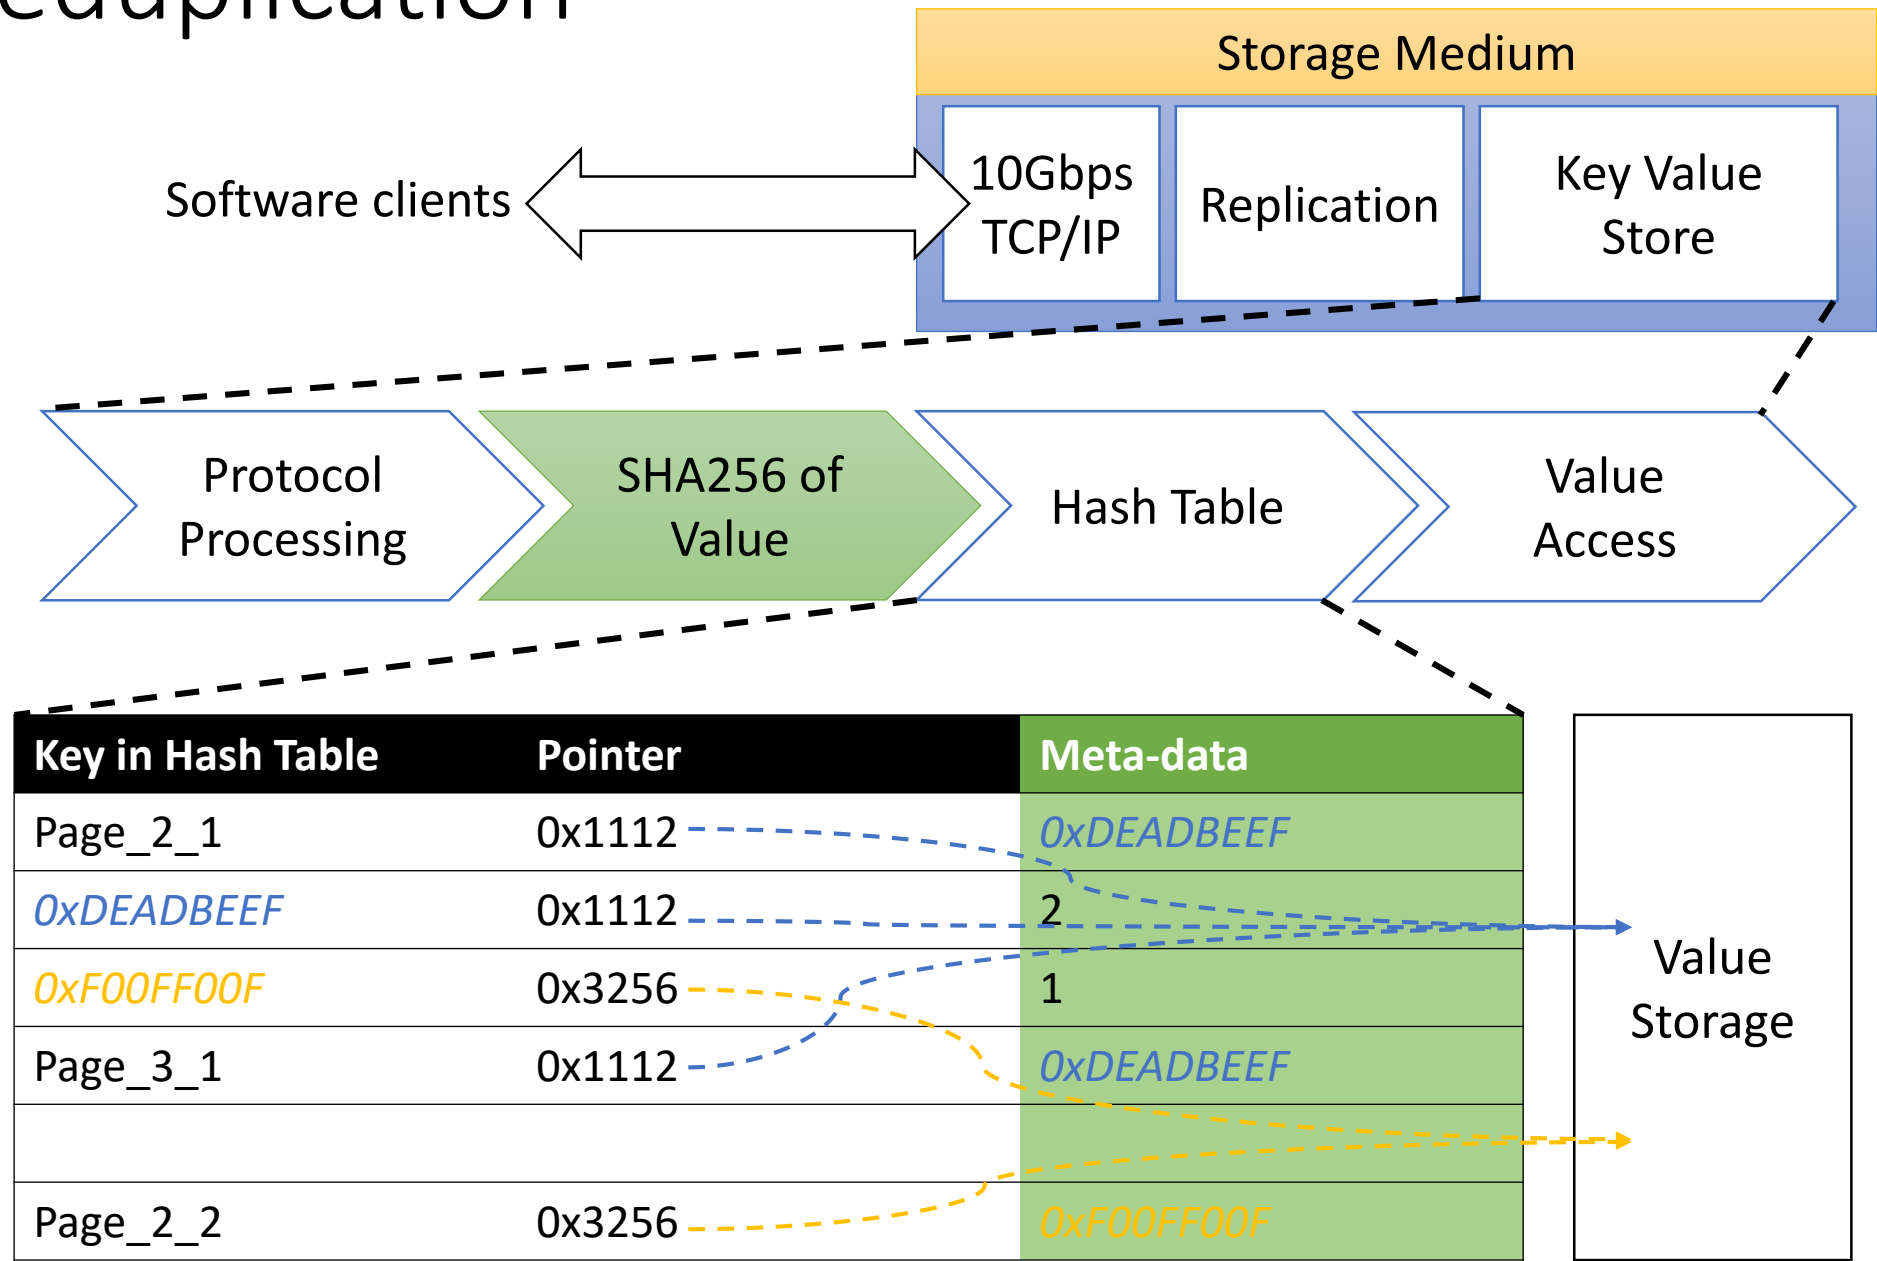 eduplication
Storage Medium
Software clients
10Gbps
TCP/IP
Replication
Key Value
Store
Protocol
Processing
SHA256 of
Value
Hash Table
Value
Access
Key in Hash Table Pointer Meta-data
Page_2_1 0x1112 0xDEADBEEF
0xDEADBEEF 0x1112 2
0xF00FF00F 0x3256 1
Page_3_1 0x1112 0xDEADBEEF
Page_2_2 0x3256 0xF00FF00F
Value
Storage